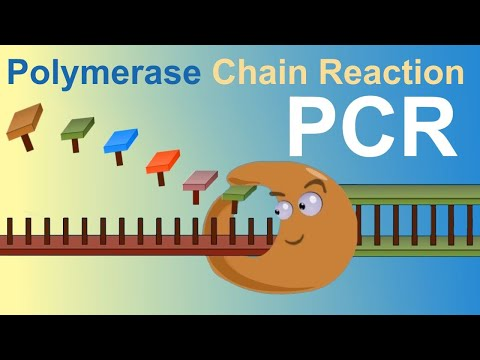 Polymerase Chain Reaction
PCR